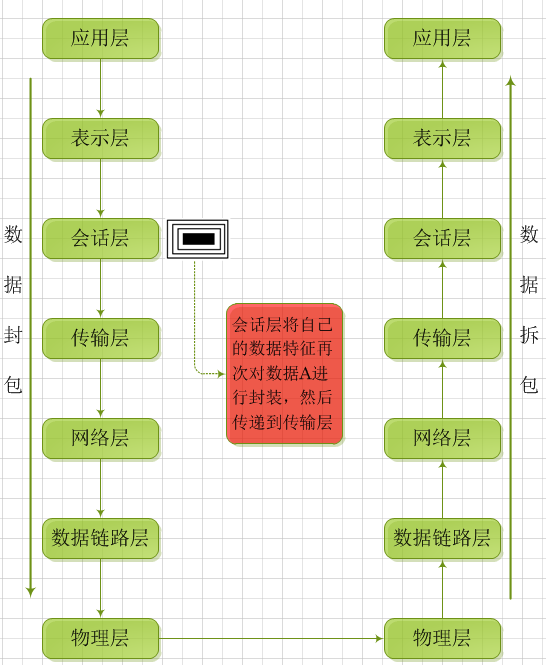 应用层
表示层
会话层
传输层
网络层
数据链路层
物理层
数
据
封
包
会话层将自己
的数据特征再
次对数据A进
行封装，然后
传递到传输层
应用层
表示层
会话层
传输层
网络层
数据链路层
物理层
数
据
拆
包